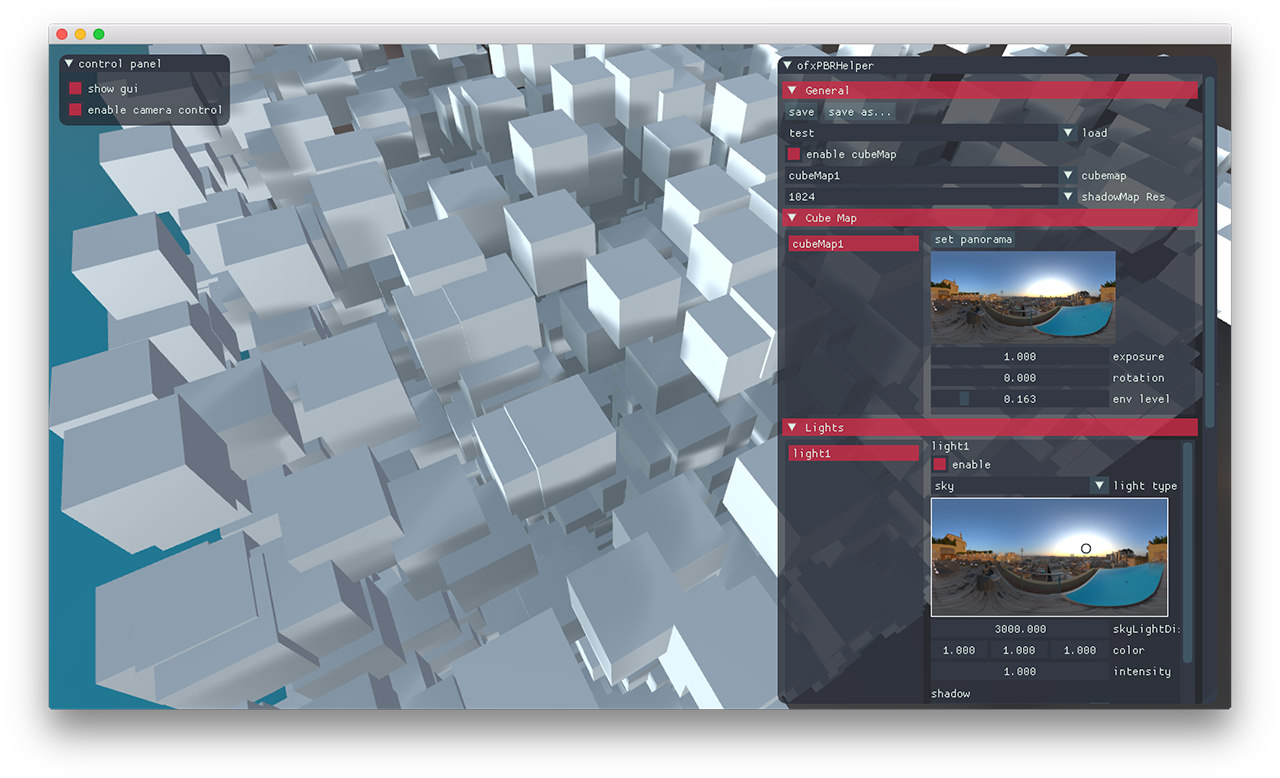 control panel
show gui
enable camera control
ofxPBRHelper
General
save save as...
test load
enable cubeMap
cubeMap1 cubemap
1024 shadowMap Res
Cube Map
cubeMap1
set panorama
1.000 exposure
0.000 rotation
0.163 env level
Lights
light1
light1
enable
sky light type
3000.000 skyLightDi
1.000 1.000 1.000 color
1.000 intensity
shadow